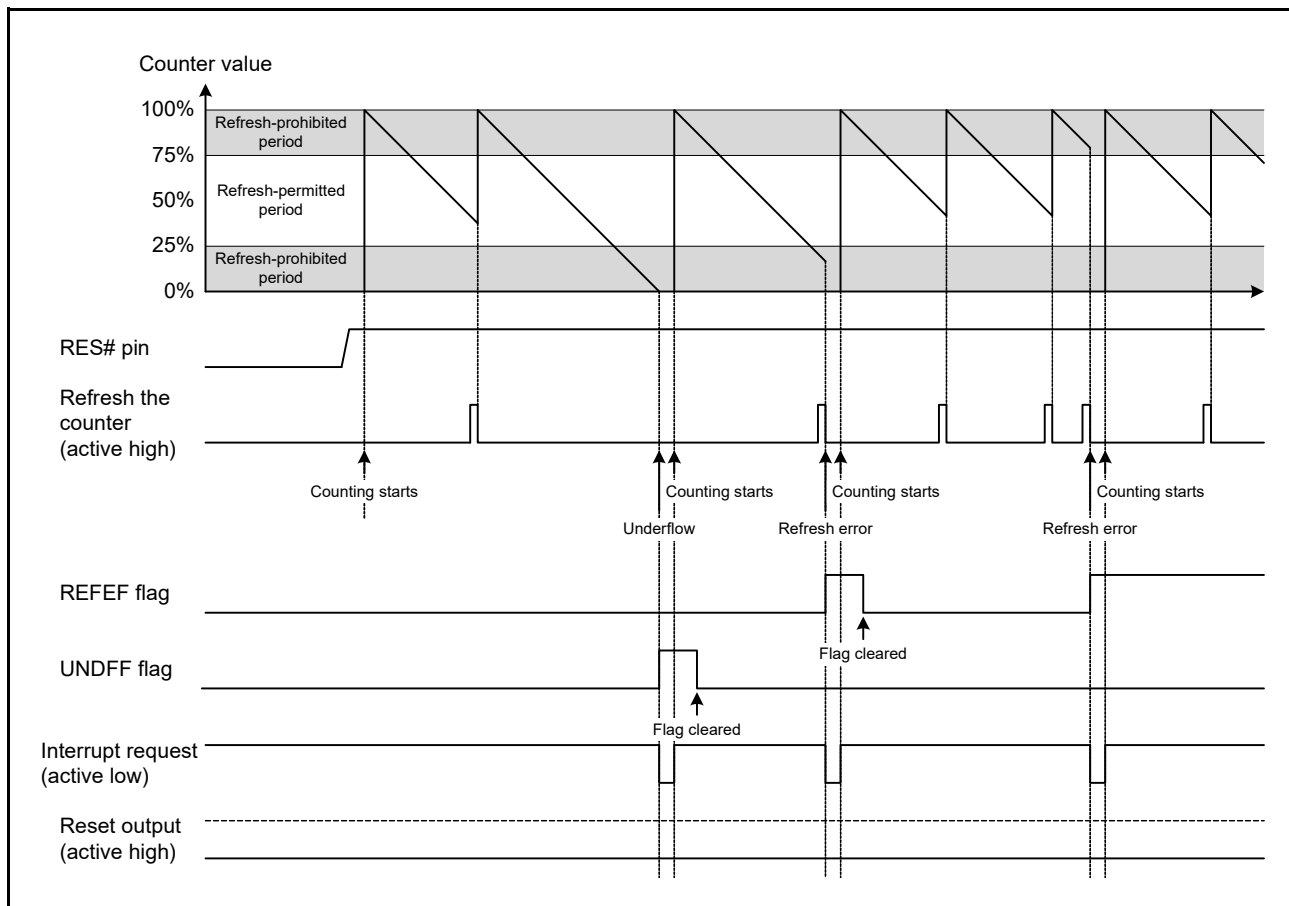 Counter value
100%
Refresh-prohibited
period
75%
Refresh-permitted
period
50%
25%
Refresh-prohibited
period
0%
RES# pin
Refresh the
counter
(active high)
Counting starts
Counting starts
Counting starts
Counting starts
Underflow
Refresh error
Refresh error
REFEF flag
Flag cleared
UNDFF flag
Flag cleared
Interrupt request
(active low)
Reset output
(active high)